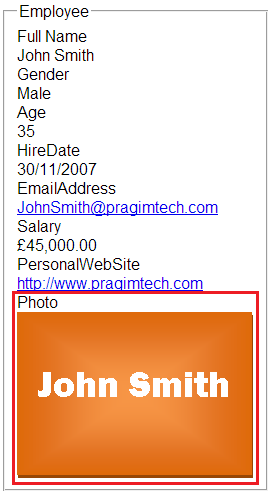 Employee
Full Name
John Smith
Gender
Male
Age
35
HireDate
30/11/2007
EmailAddress
JohnSmith@pragimtech.com
Salary
£45,000.00
PersonalWebSite
http://www.pragimtech.com
Photo
John Smith